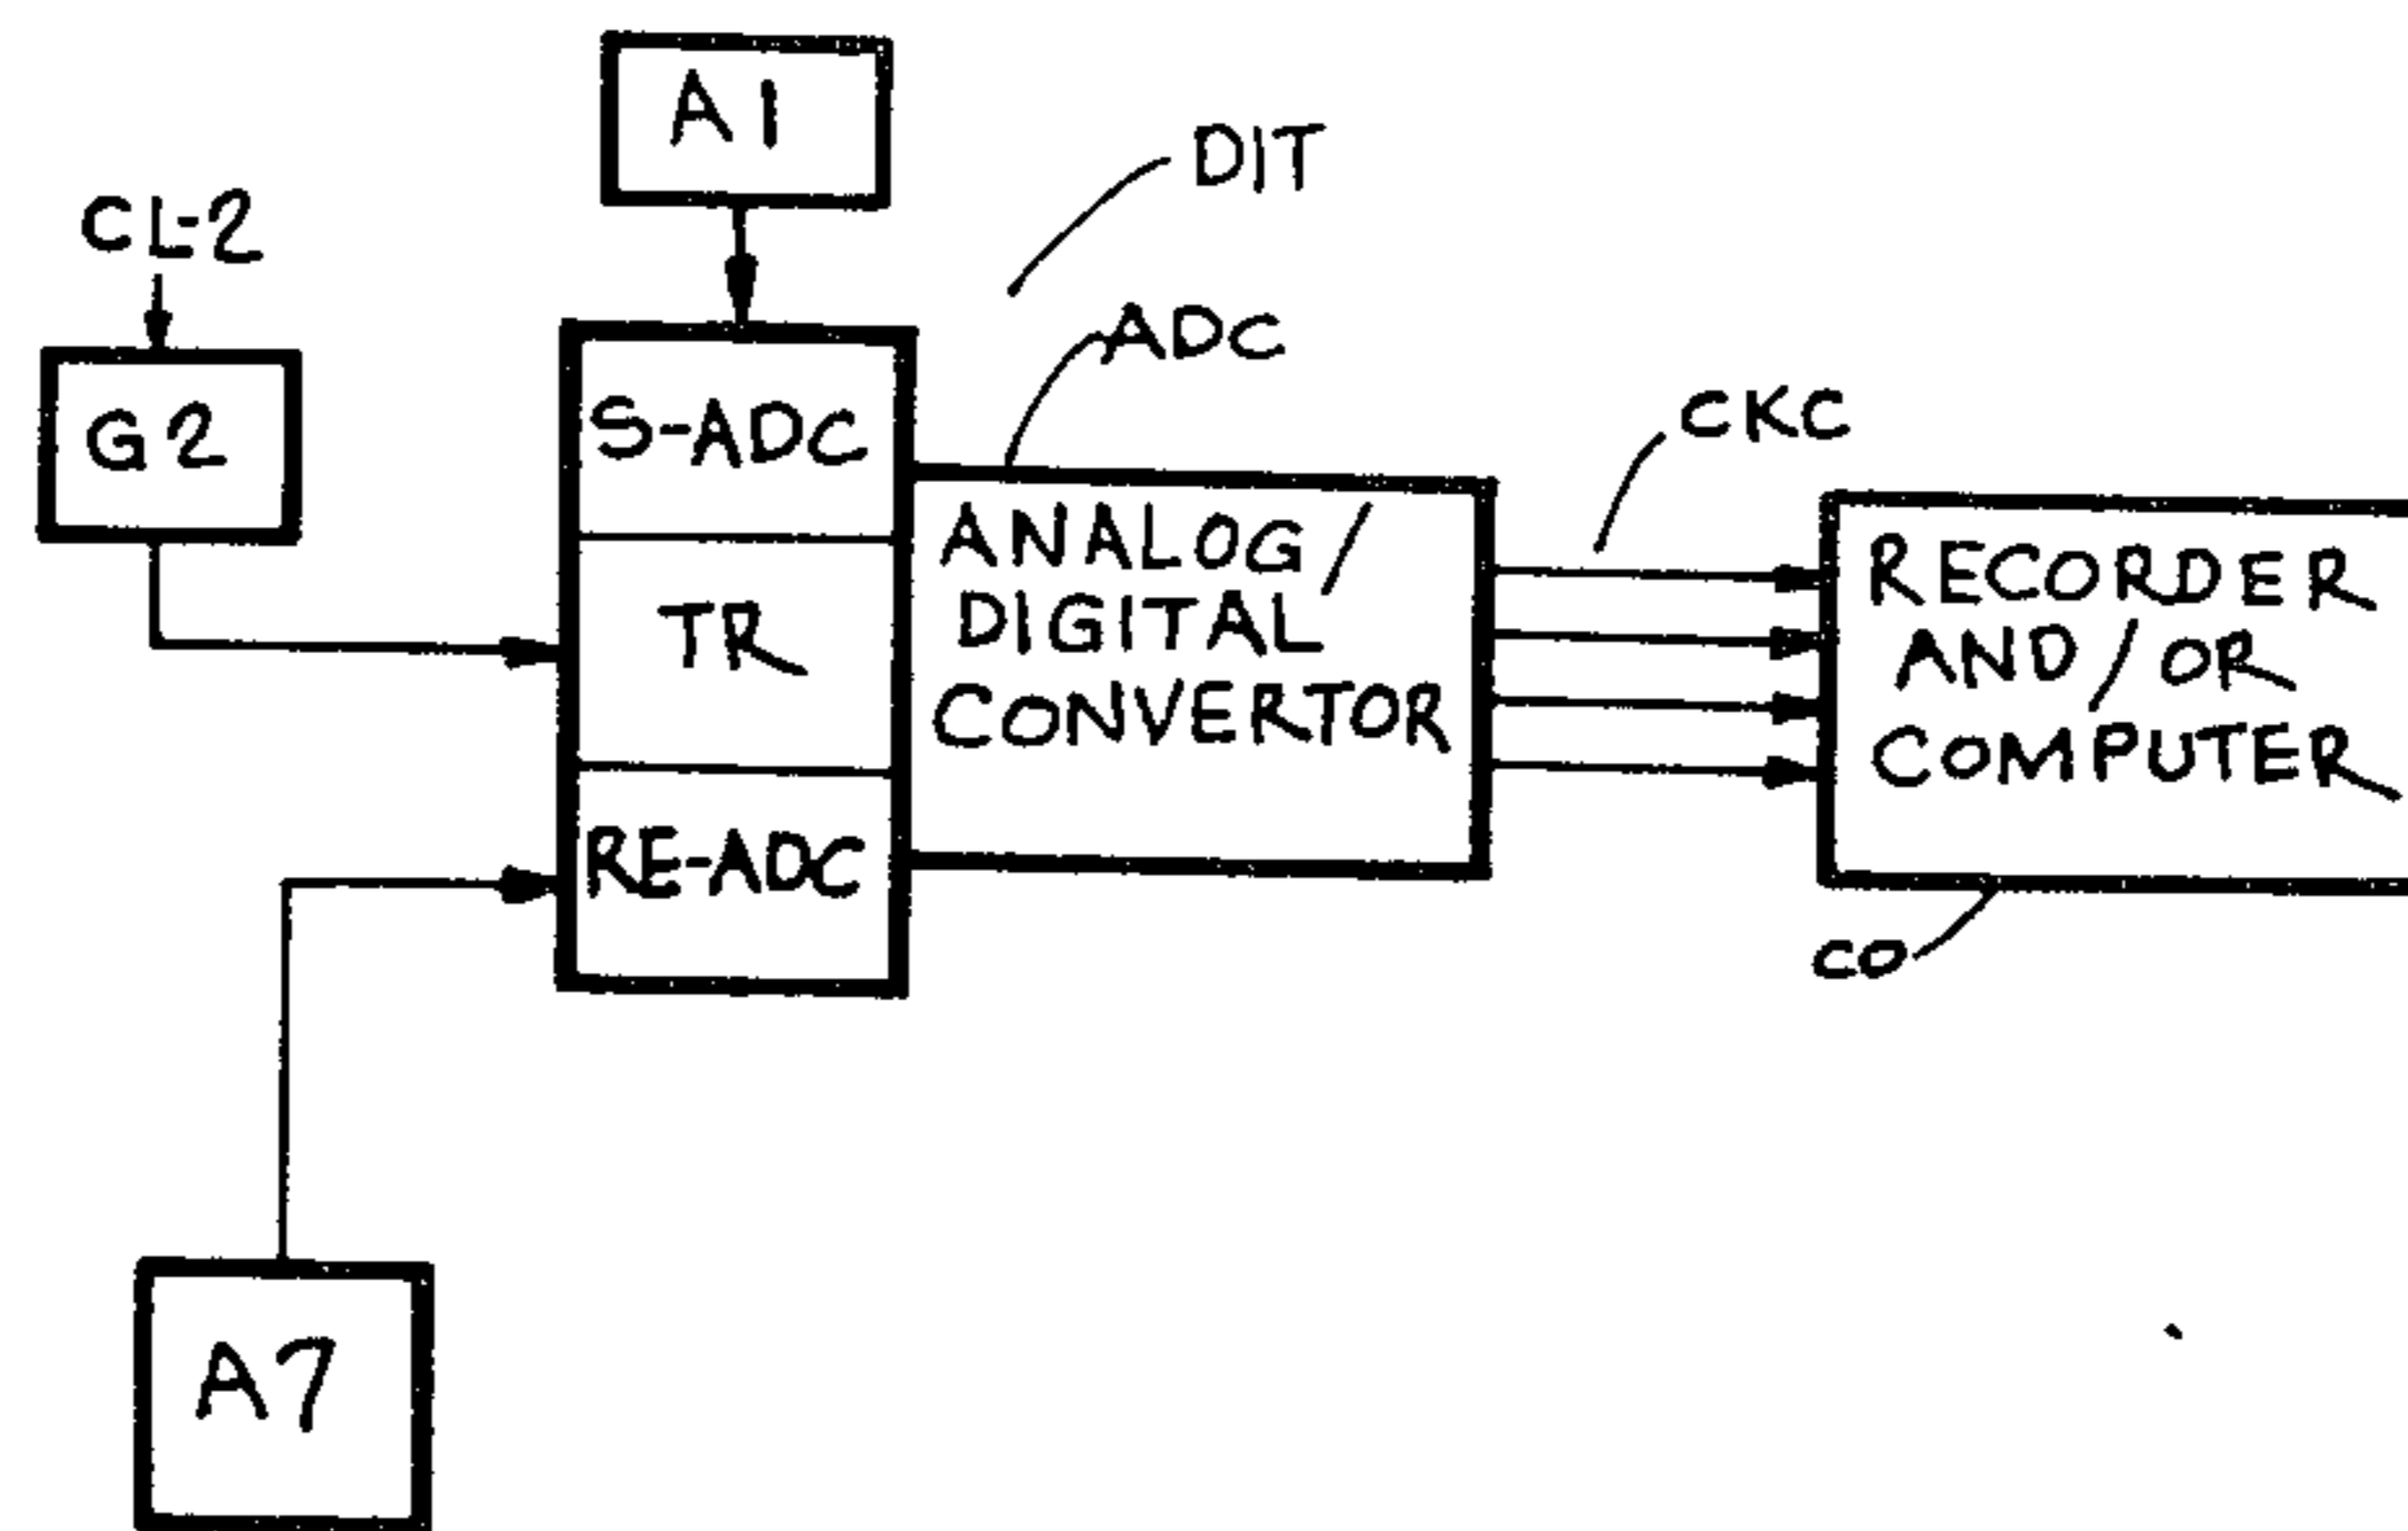 A1
DIT
CL-2
ADC
G2
S-ADC
CKC
ANALOG/
DIGITAL
CONVERTOR
RECORDER
AND/OR
COMPUTER
TR
RE-ADC
CO
A7